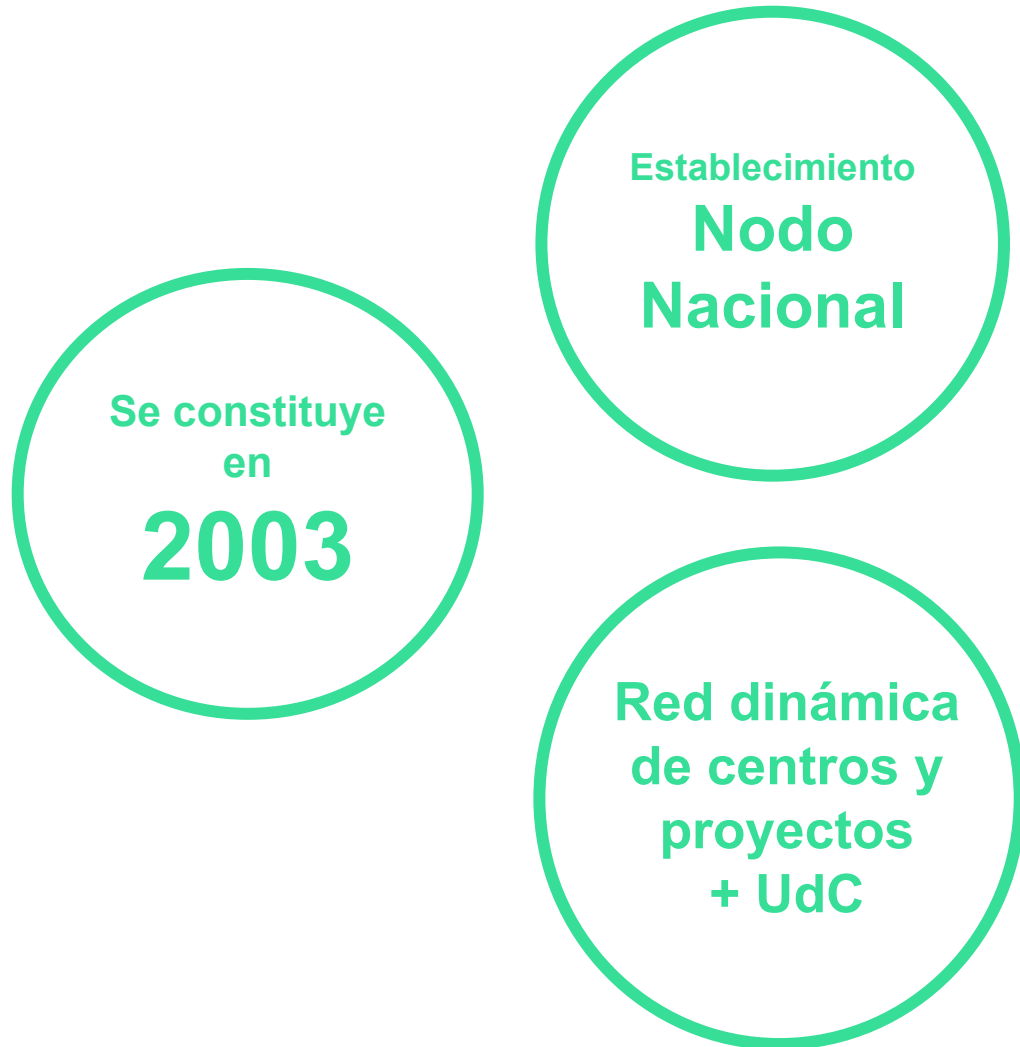 Se constituye
en
2003
Establecimiento
Nodo
Nacional
Red dinámica
de centros y
proyectos
+ UdC